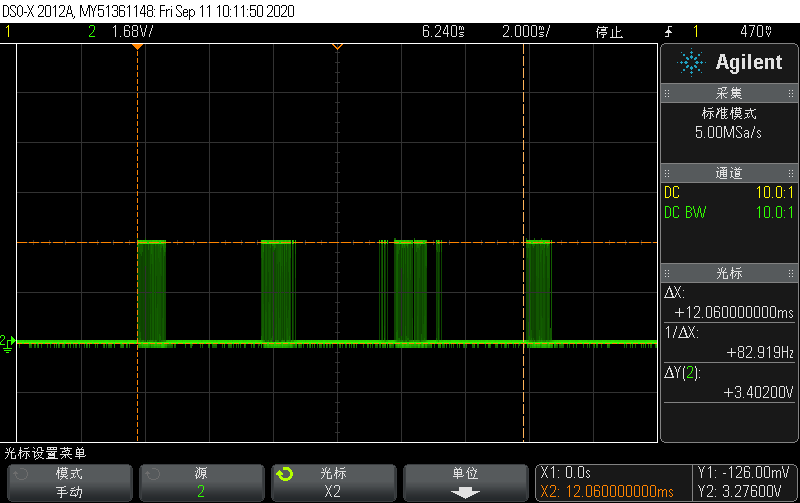 DSO-X 2012A, MY51361148: Fri Sep 11 10:11:50 2020
1 2 1.68V/ 6.240s 2.000s/ 停止 1 470V
Agilent
采集
标准模式
5.00MSa/s
通道
DC 10.0:1
DC BW 10.0:1
光标
ΔX:
+12.060000000ms
1/ΔX:
+82.919Hz
ΔY(2):
+3.40200V
2
光标设置菜单
模式
手动
源
2
光标
X2
单位
X1: 0.0s
X2: 12.060000000ms
Y1: -126.00mV
Y2: 3.27600V